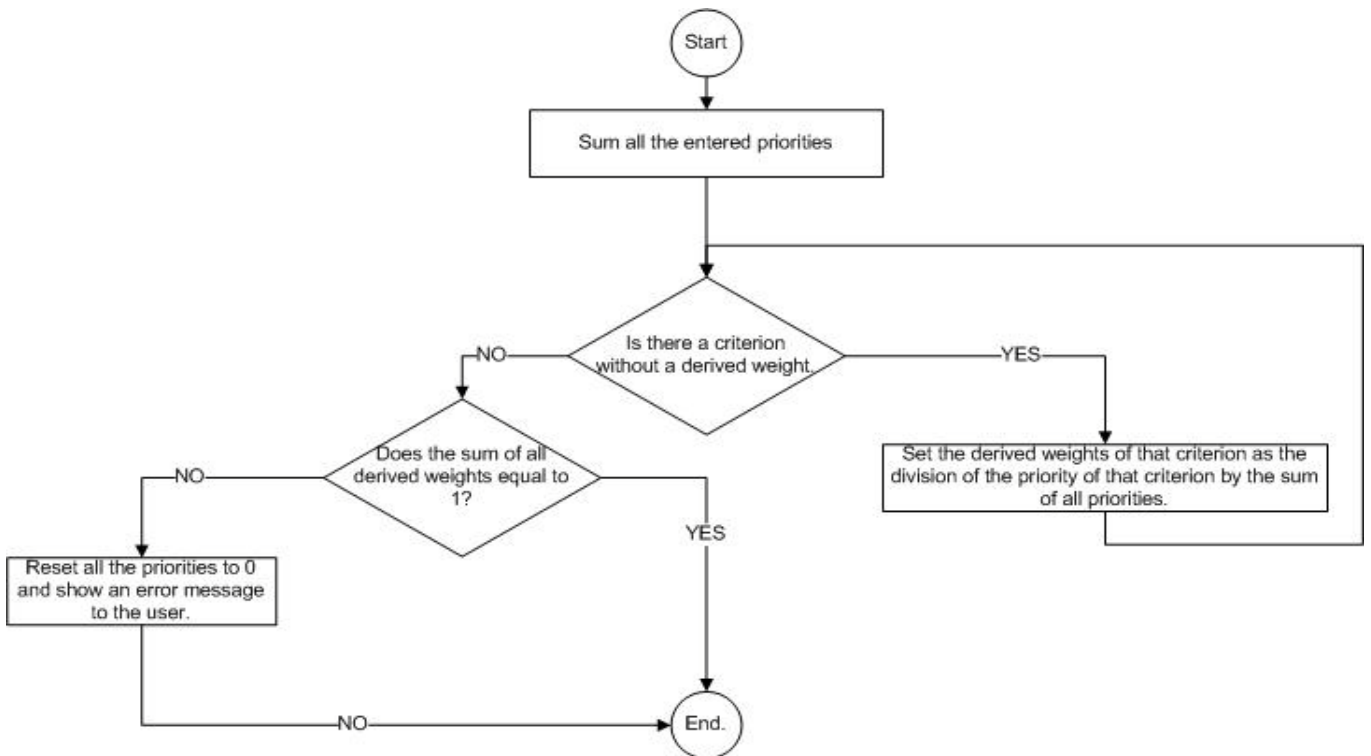 Start
Sum all the entered priorities
Is there a criterion
without a derived weight.
NO
YES
Does the sum of all
derived weights equal to
1?
Set the derived weights of that criterion as the
division of the priority of that criterion by the sum
of all priorities.
NO
YES
Reset all the priorities to 0
and show an error message
to the user.
NO
End.